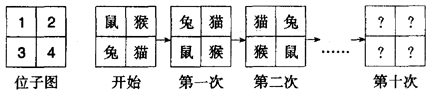 1 2 鼠 猴 兔 猫 猫 兔 ? ?
3 4 兔 猫 鼠 猴 猴 鼠 …… ? ?
位子图 开始 第一次 第二次 第十次